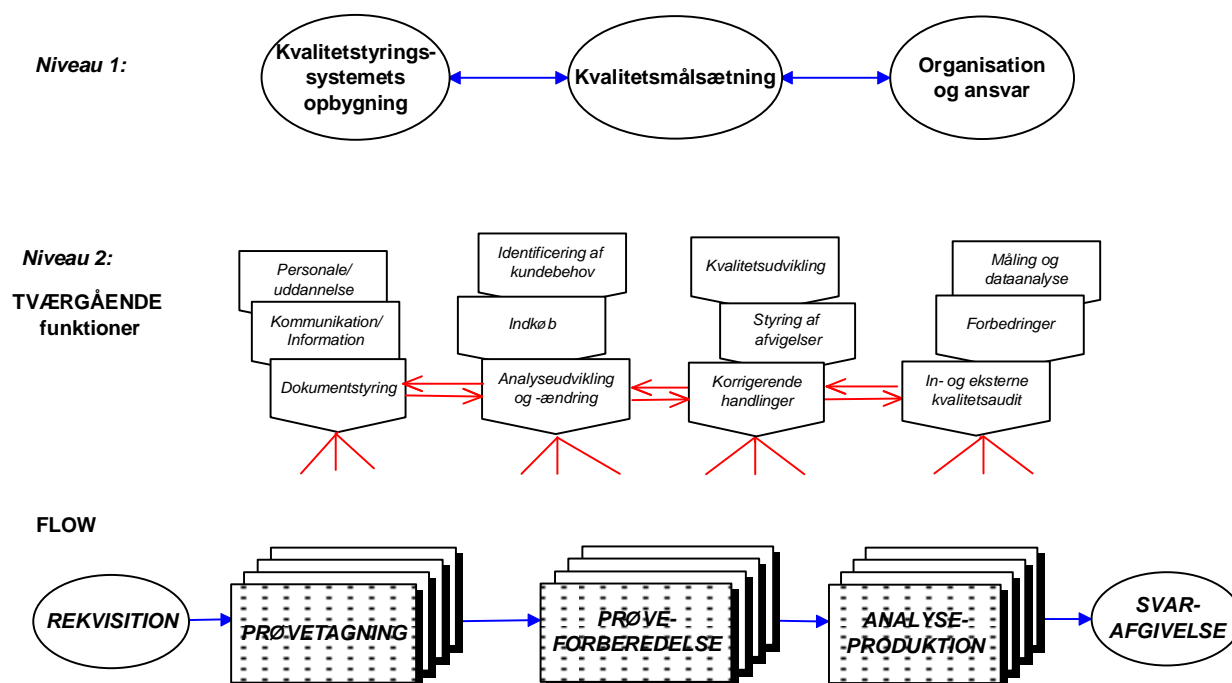 Niveau 1:
Kvalitetstyrings-
systemets
opbygning
Kvalitetsmålsætning
Organisation
og ansvar
Niveau 2:
TVÆRGÅENDE
funktioner
Personale/
uddannelse
Kommunikation/
Information
Dokumentstyring
Identificering af
kundebehov
Indkøb
Analyseudvikling
og -ændring
Kvalitetsudvikling
Styring af
afvigelser
Korrigerende
handlinger
Måling og
dataanalyse
Forbedringer
In- og eksterne
kvalitetsaudit
FLOW
REKVISITION
PRØVETAGNING
PRØVE-
FORBEREDELSE
ANALYSE-
PRODUKTION
SVAR-
AFGIVELSE